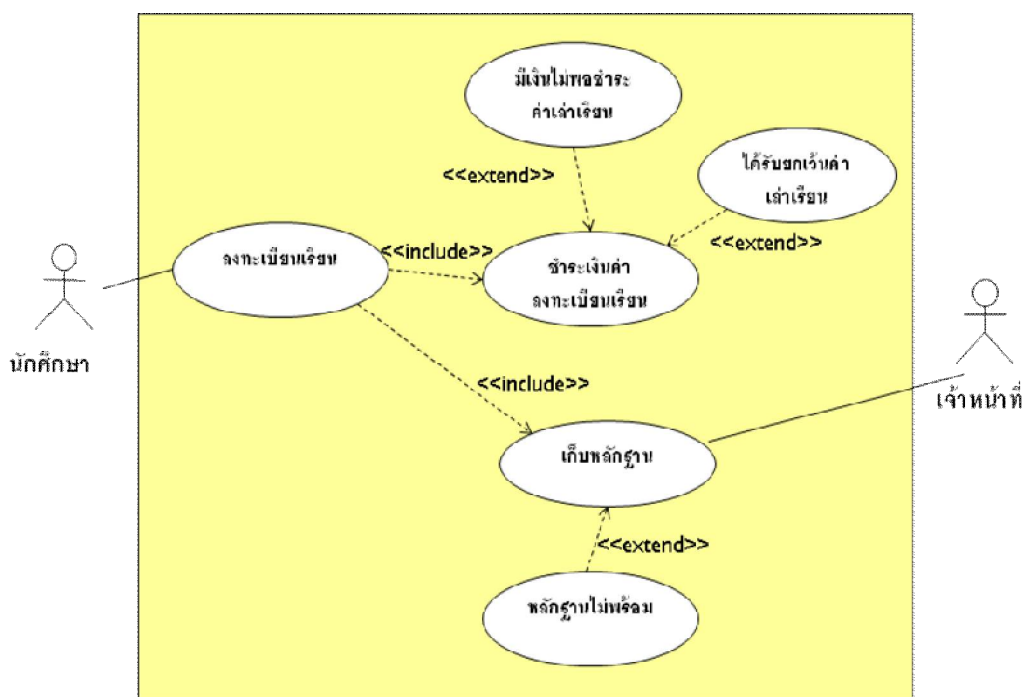 มีเงินไม่พอชำระ
ค่าเล่าเรียน
<<extend>>
ได้รับยกเว้นค่า
เล่าเรียน
<<extend>>
ลงทะเบียนเรียน
<<include>>
ชำระเงินค่า
ลงทะเบียนเรียน
นักศึกษา
<<include>>
เจ้าหน้าที่
เก็บหลักฐาน
<<extend>>
หลักฐานไม่พร้อม